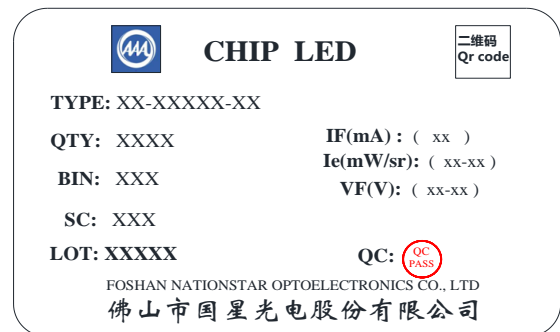 CHIP LED
二维码
Qr code
TYPE: XX-XXXXX-XX
QTY: XXXX
IF(mA) : ( xx )
Ie(mW/sr): ( xx-xx )
BIN: XXX
VF(V): ( xx-xx )
SC: XXX
LOT: XXXXX
QC:
QC
PASS
FOSHAN NATIONSTAR OPTOELECTRONICS CO., LTD
佛山市国星光电股份有限公司